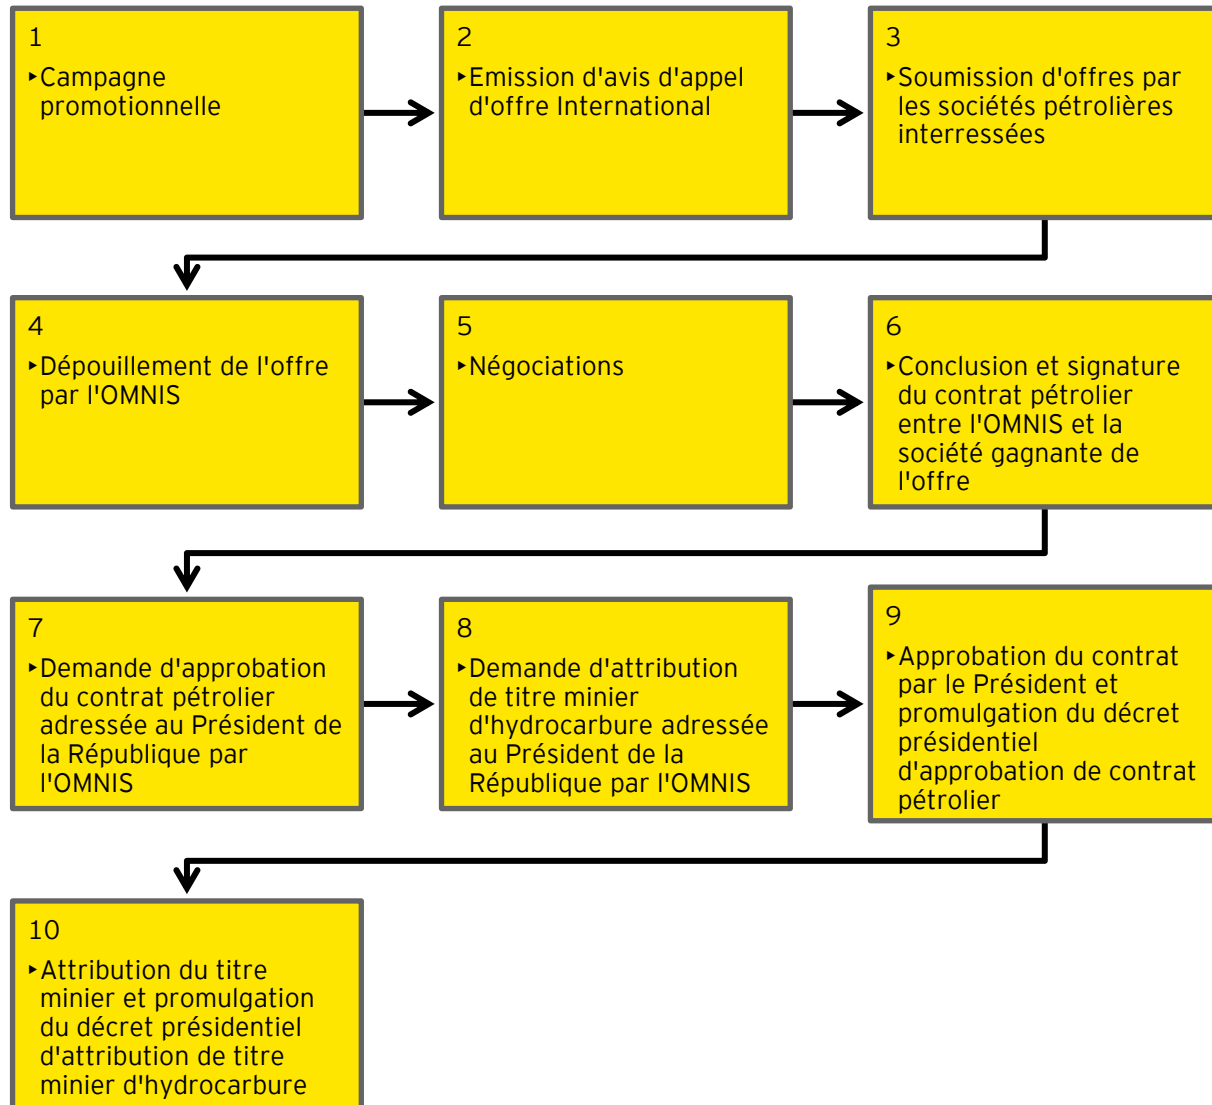 1
‣Campagne
promotionnelle
2
‣Emission d'avis d'appel
d'offre International
3
‣Soumission d'offres par
les sociétés pétrolières
interressées
4
‣Dépouillement de l'offre
par l'OMNIS
5
‣Négociations
6
‣Conclusion et signature
du contrat pétrolier
entre l'OMNIS et la
société gagnante de
l'offre
7
‣Demande d'approbation
du contrat pétrolier
adressée au Président de
la République par
l'OMNIS
8
‣Demande d'attribution
de titre minier
d'hydrocarbure adressée
au Président de la
République par l'OMNIS
9
‣Approbation du contrat
par le Président et
promulgation du décret
présidentiel
d'approbation de contrat
pétrolier
10
‣Attribution du titre
minier et promulgation
du décret présidentiel
d'attribution de titre
minier d'hydrocarbure